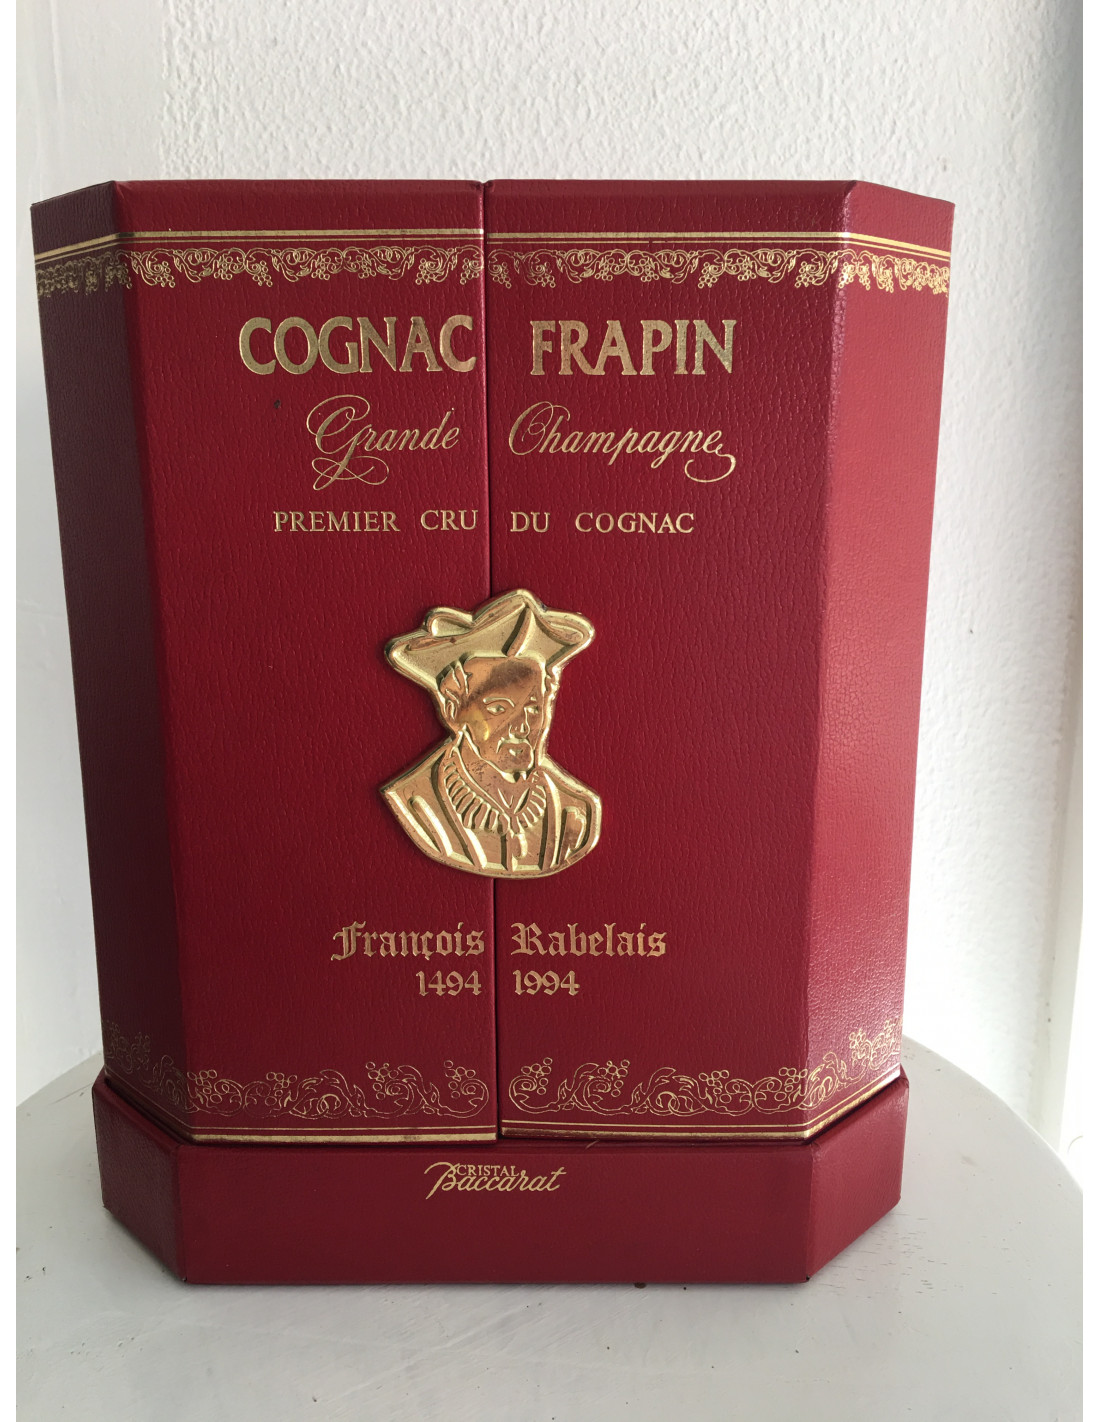 COGNAC FRAPIN
Grande Champagne
PREMIER CRU DU COGNAC
François Rabelais
1494 1994
CRISTAL
Baccarat